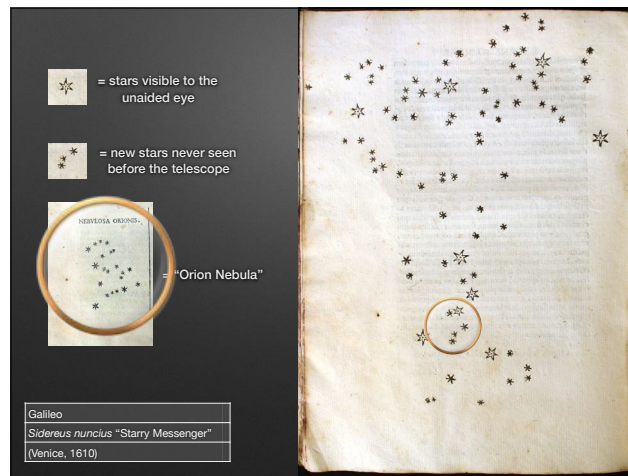 = stars visible to the
unaided eye
= new stars never seen
before the telescope
NEBVLOSA ORIONIS.
= “Orion Nebula”
Galileo
Sidereus nuncius “Starry Messenger”
(Venice, 1610)